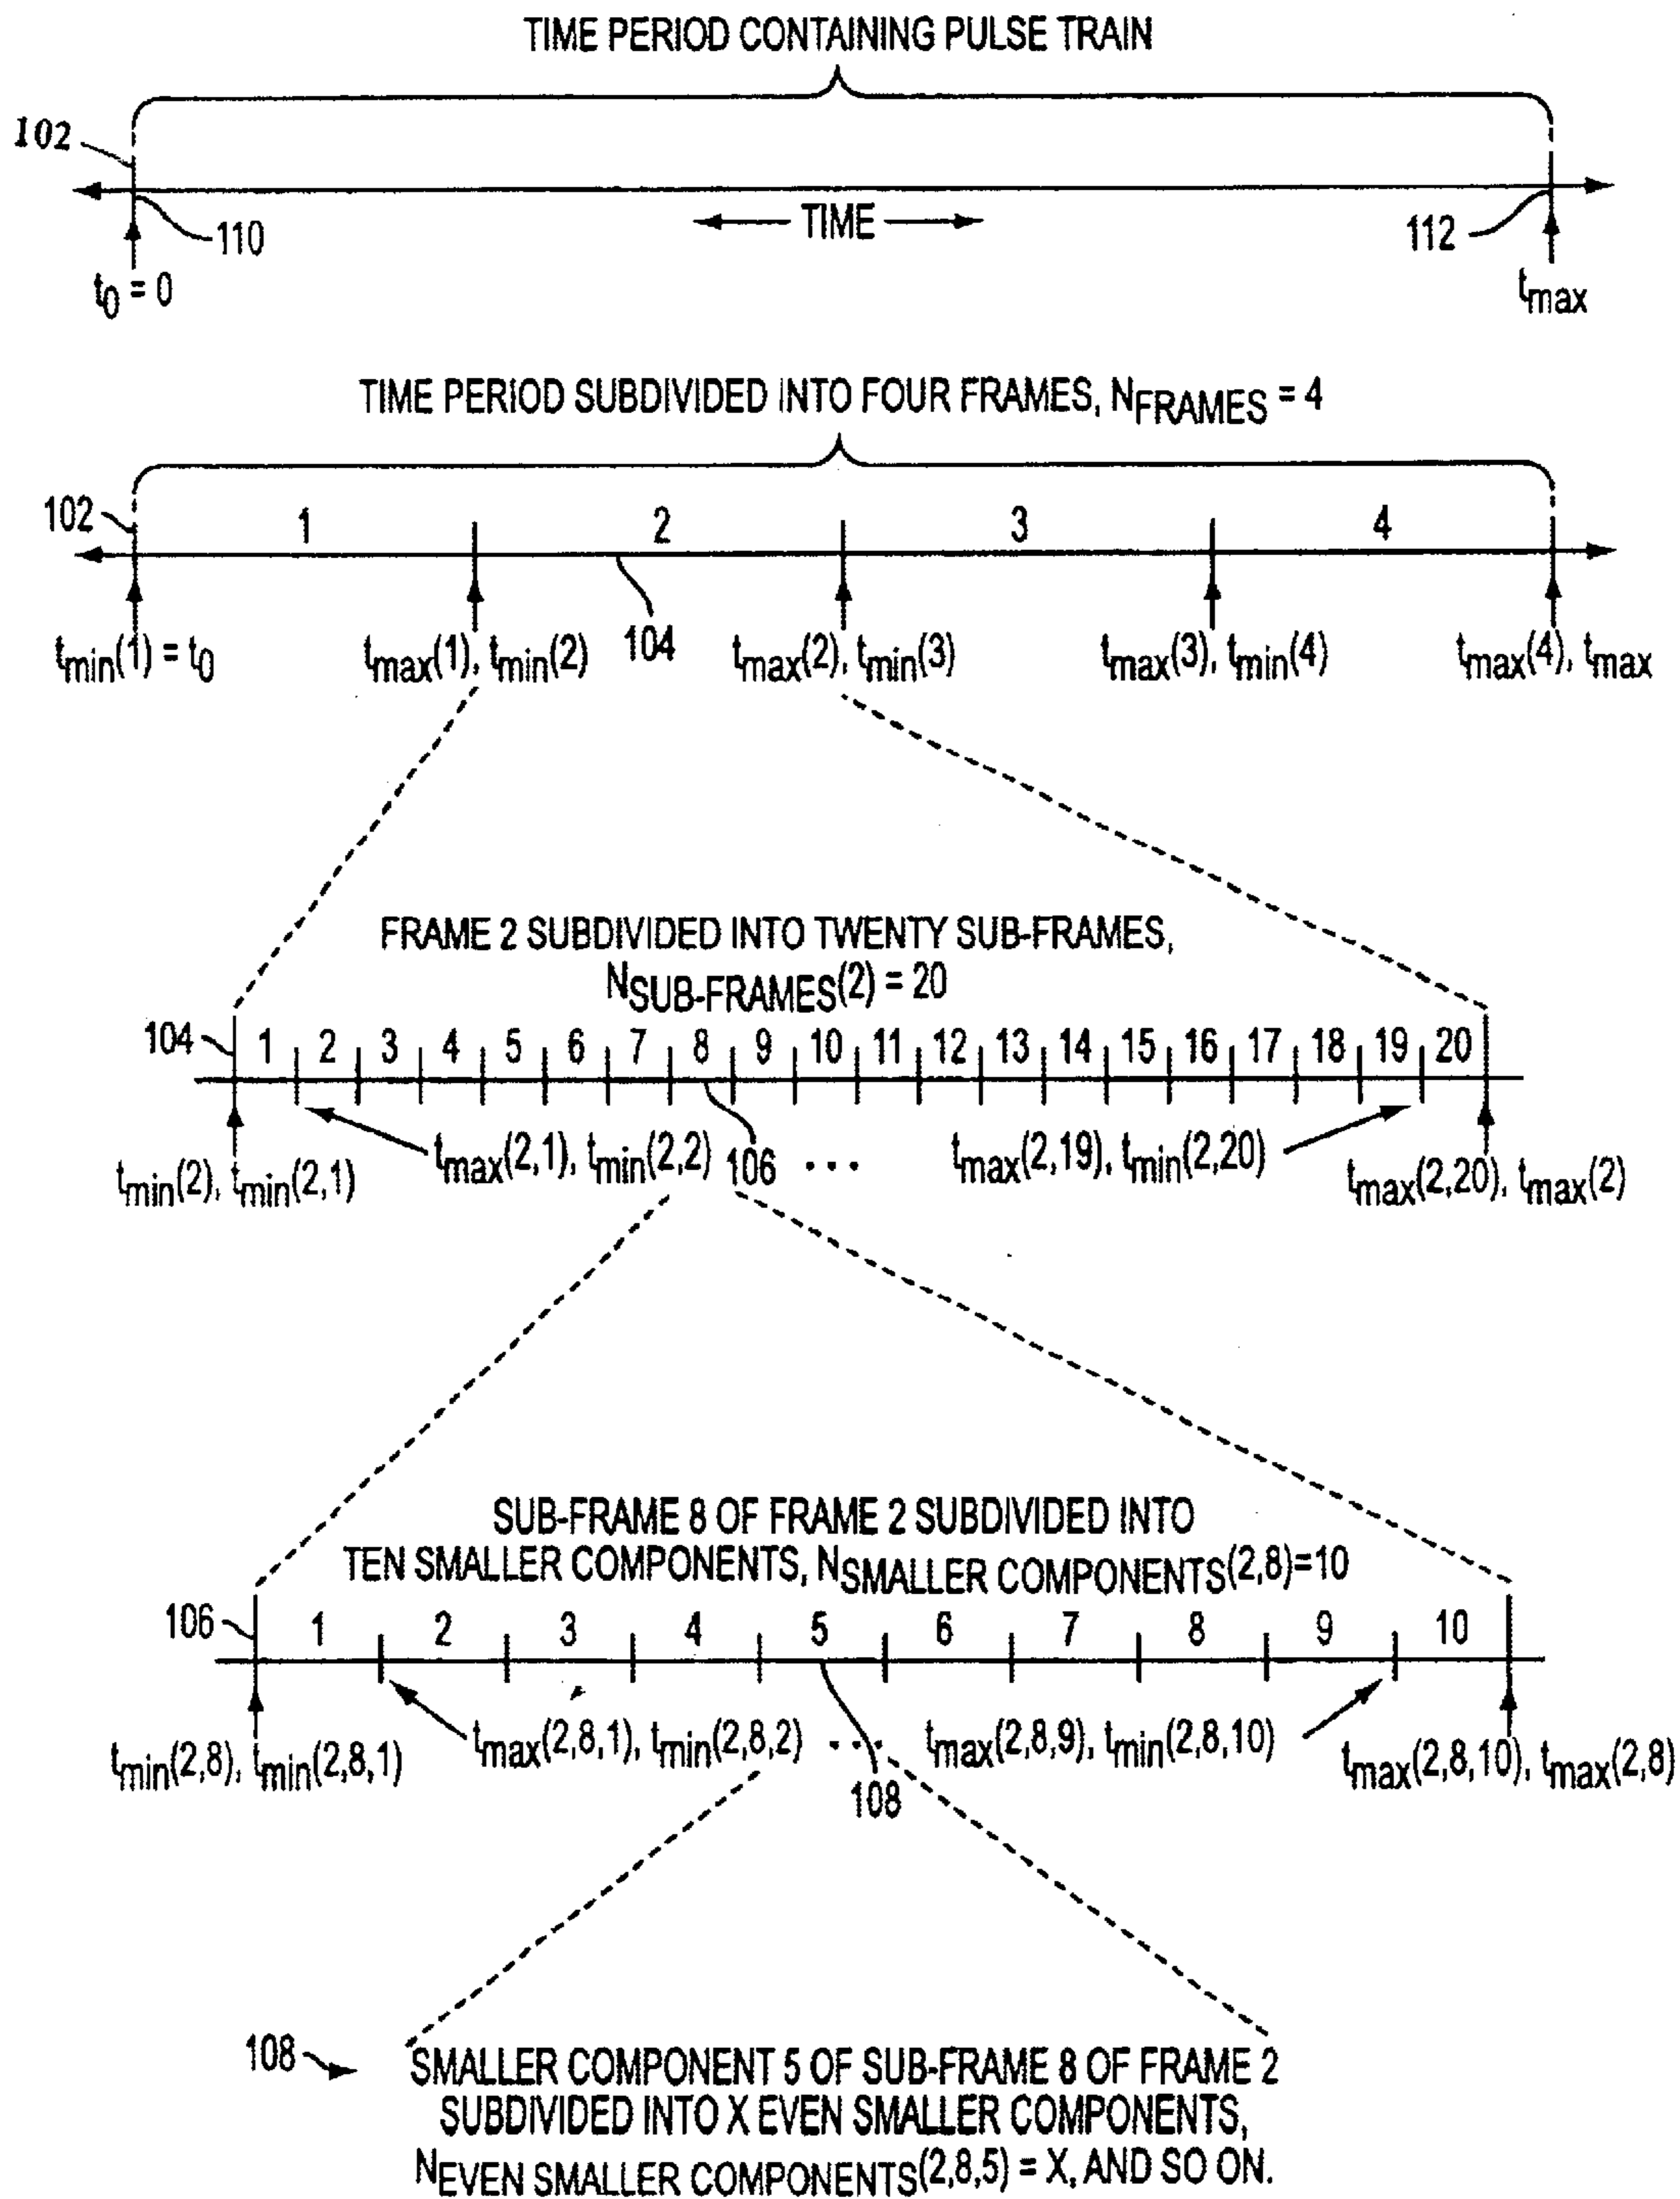 TIME PERIOD CONTAINING PULSE TRAIN
102
110
TIME
112
t0 = 0
tmax
TIME PERIOD SUBDIVIDED INTO FOUR FRAMES, NFRAMES = 4
102
1 2 3 4
104
tmin(1) = t0
tmax(1), tmin(2)
tmax(2), tmin(3)
tmax(3), tmin(4)
tmax(4), tmax
FRAME 2 SUBDIVIDED INTO TWENTY SUB-FRAMES,
NSUB-FRAMES(2) = 20
104
1 2 3 4 5 6 7 8 9 10 11 12 13 14 15 16 17 18 19 20
tmin(2), tmin(2,1)
tmax(2,1), tmin(2,2)
106
...
tmax(2,19), tmin(2,20)
tmax(2,20), tmax(2)
SUB-FRAME 8 OF FRAME 2 SUBDIVIDED INTO
TEN SMALLER COMPONENTS, NSMALLER COMPONENTS(2,8)=10
106
1 2 3 4 5 6 7 8 9 10
tmin(2,8), tmin(2,8,1)
tmax(2,8,1), tmin(2,8,2)
...
tmax(2,8,9), tmin(2,8,10)
tmax(2,8,10), tmax(2,8)
108
108
SMALLER COMPONENT 5 OF SUB-FRAME 8 OF FRAME 2
SUBDIVIDED INTO X EVEN SMALLER COMPONENTS,
NEVEN SMALLER COMPONENTS(2,8,5) = X, AND SO ON.